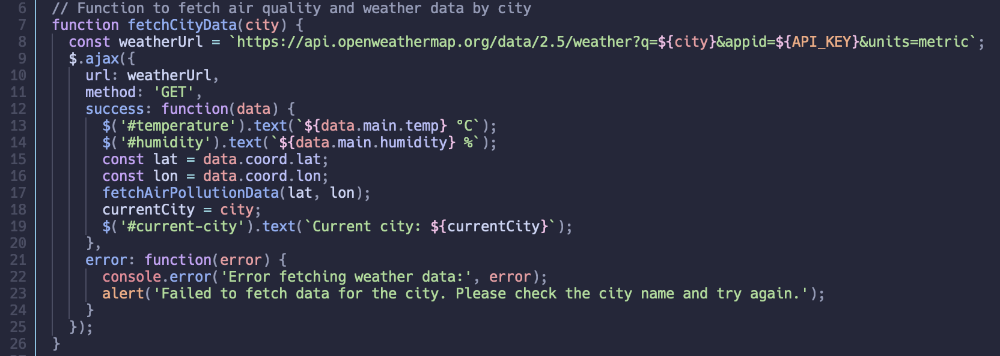 6 // Function to fetch air quality and weather data by city
7 function fetchCityData(city) {
8 const weatherUrl = `https://api.openweathermap.org/data/2.5/weather?q=${city}&appid=${API_KEY}&units=metric`;
9 $.ajax({
10 url: weatherUrl,
11 method: 'GET',
12 success: function(data) {
13 $('#temperature').text(`${data.main.temp} °C`);
14 $('#humidity').text(`${data.main.humidity} %`);
15 const lat = data.coord.lat;
16 const lon = data.coord.lon;
17 fetchAirPollutionData(lat, lon);
18 currentCity = city;
19 $('#current-city').text(`Current city: ${currentCity}`);
20 },
21 error: function(error) {
22 console.error('Error fetching weather data:', error);
23 alert('Failed to fetch data for the city. Please check the city name and try again.');
24 }
25 });
26 }